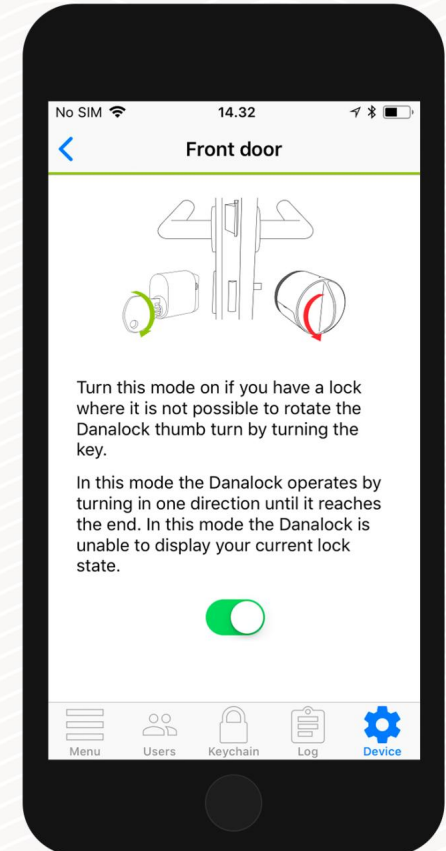 No SIM 14.32
Front door
Turn this mode on if you have a lock
where it is not possible to rotate the
Danalock thumb turn by turning the
key.
In this mode the Danalock operates by
turning in one direction until it reaches
the end. In this mode the Danalock is
unable to display your current lock
state.
Menu Users Keychain Log Device